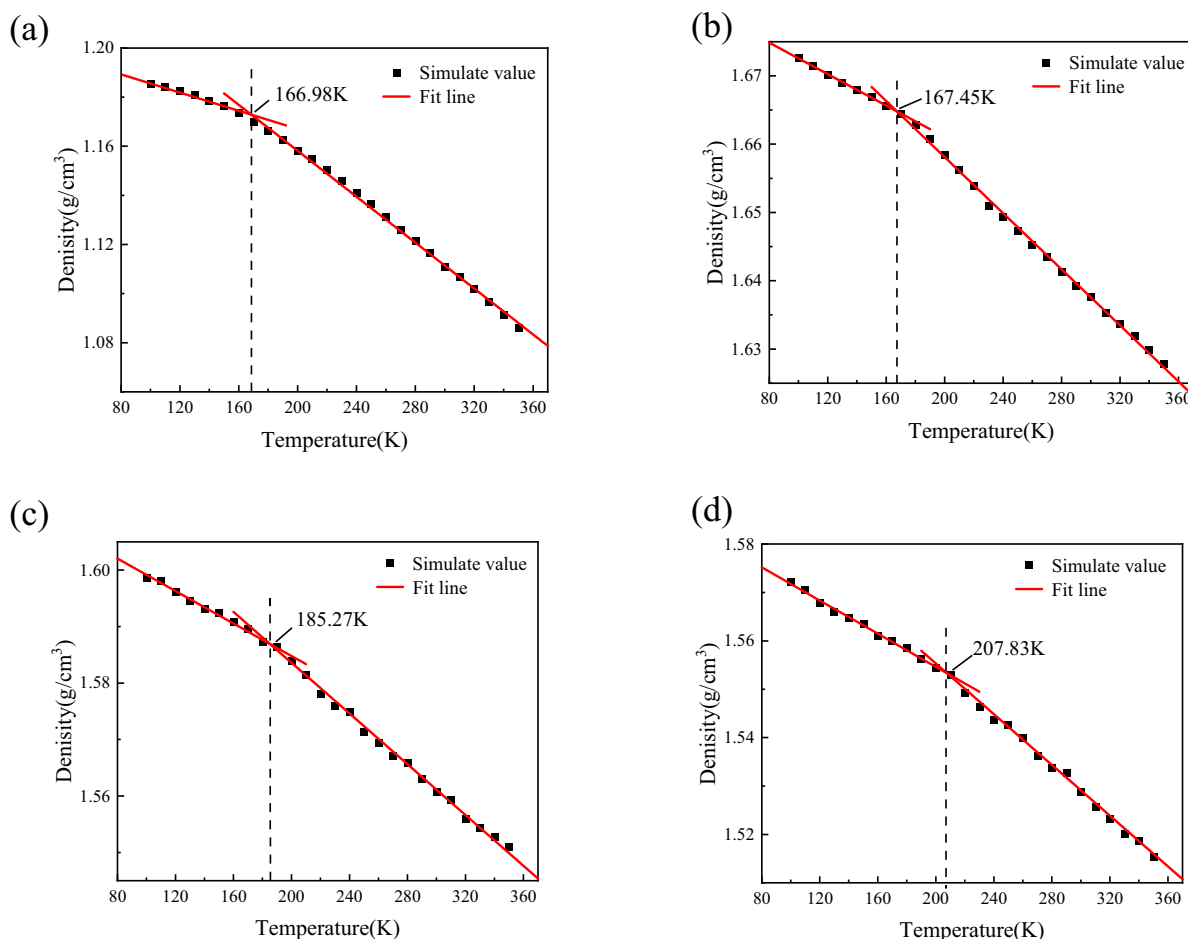 (a)
1.20
1.16
1.12
1.08
Denisity(g/cm³)
Simulate value
Fit line
166.98K
80 120 160 200 240 280 320 360
Temperature(K)
(b)
1.67
1.66
1.65
1.64
1.63
Denisity(g/cm³)
Simulate value
Fit line
167.45K
80 120 160 200 240 280 320 360
Temperature(K)
(c)
1.60
1.58
1.56
Denisity(g/cm³)
Simulate value
Fit line
185.27K
80 120 160 200 240 280 320 360
Temperature(K)
(d)
1.58
1.56
1.54
1.52
Denisity(g/cm³)
Simulate value
Fit line
207.83K
80 120 160 200 240 280 320 360
Temperature(K)